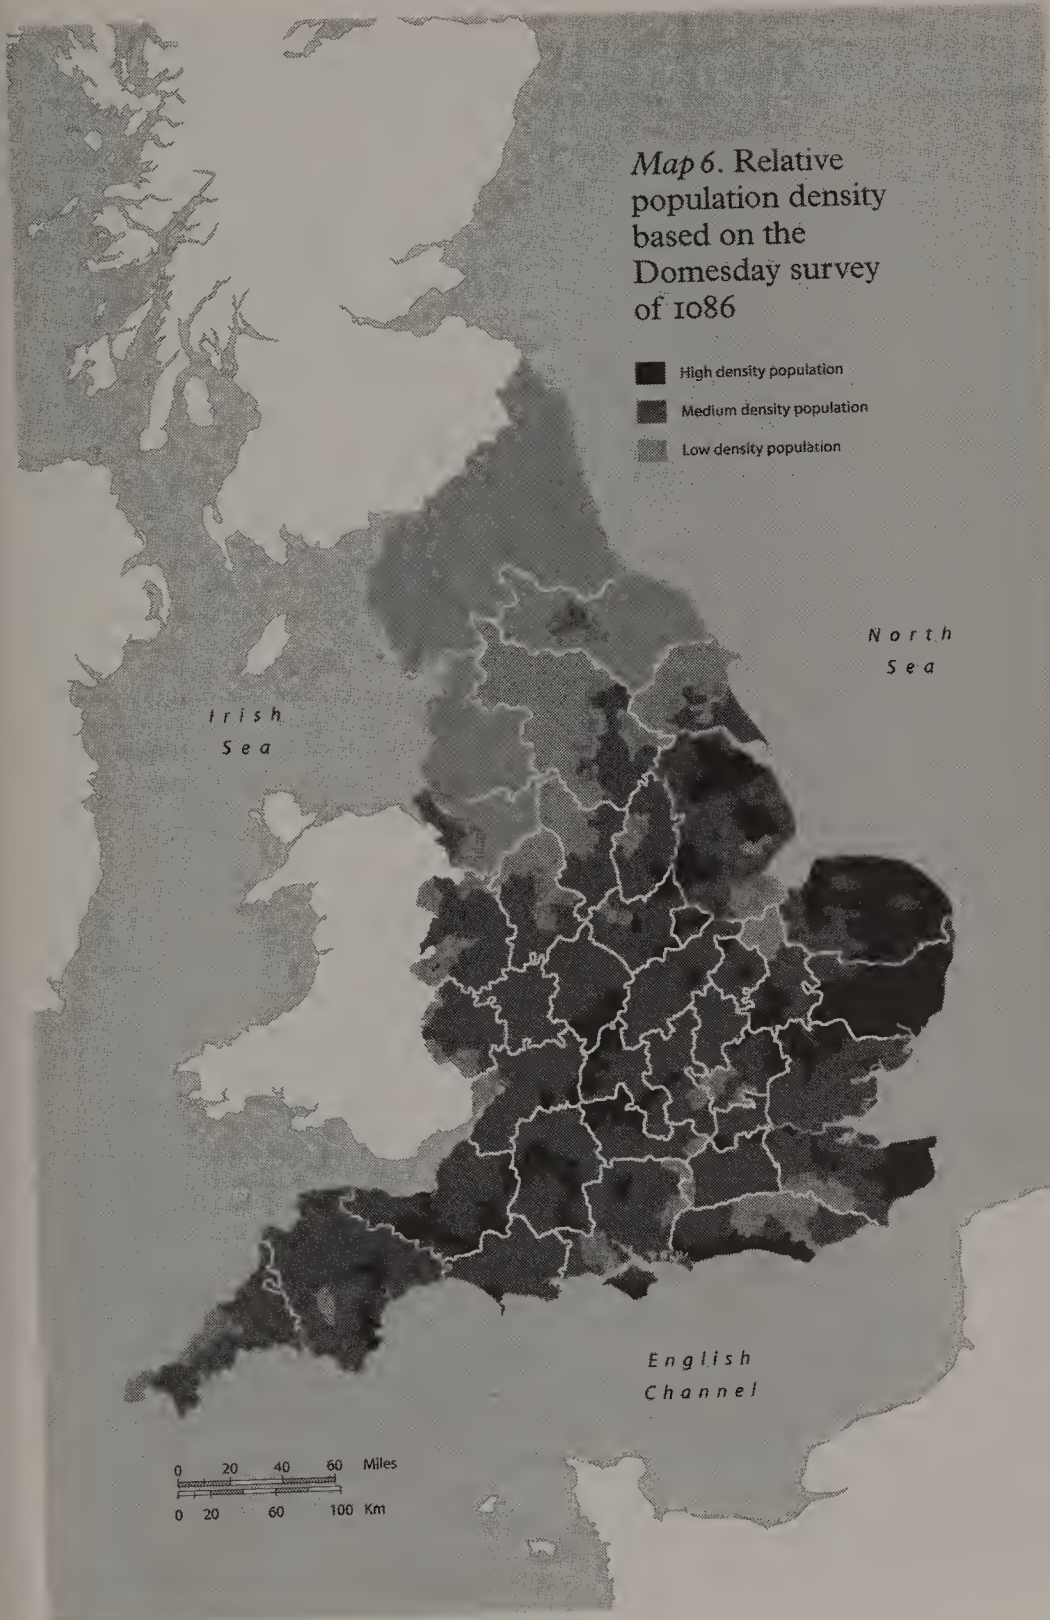 Map 6. Relative
population density
based on the
Domesday survey
of 1086
High density population
Medium density population
Low density population
North
Sea
Irish
Sea
English
Channel
0 20 40 60 Miles
0 20 60 100 Km